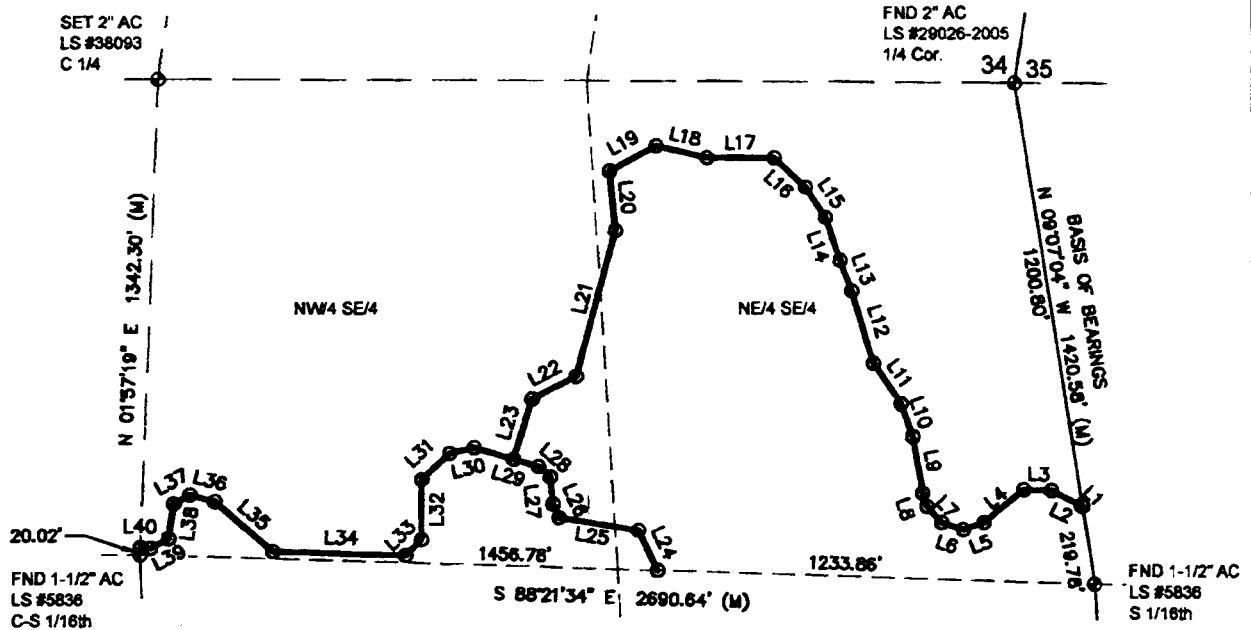 SET 2" AC
LS #38093
C 1/4
FND 2" AC
LS #29026-2005
1/4 Cor.
34
35
L19
L18
L17
L16
L15
L20
L14
L13
L21
L12
L22
L11
L23
L10
L9
L8
L7
L6
L5
L4
L3
L2
L1
N 01°57'19" E 1342.30' (M)
NW/4 SE/4
NE/4 SE/4
BASIS OF BEARINGS
N 09°07'04" W 1420.58' (M)
1200.80'
219.78'
L31
L30
L29
L28
L27
L26
L25
L24
L32
L33
L34
L35
L36
L37
L38
L39
L40
20.02'
1456.78'
1233.86'
S 88°21'34" E 2690.64' (M)
FND 1-1/2" AC
LS #5836
C-S 1/16th
FND 1-1/2" AC
LS #5836
S 1/16th